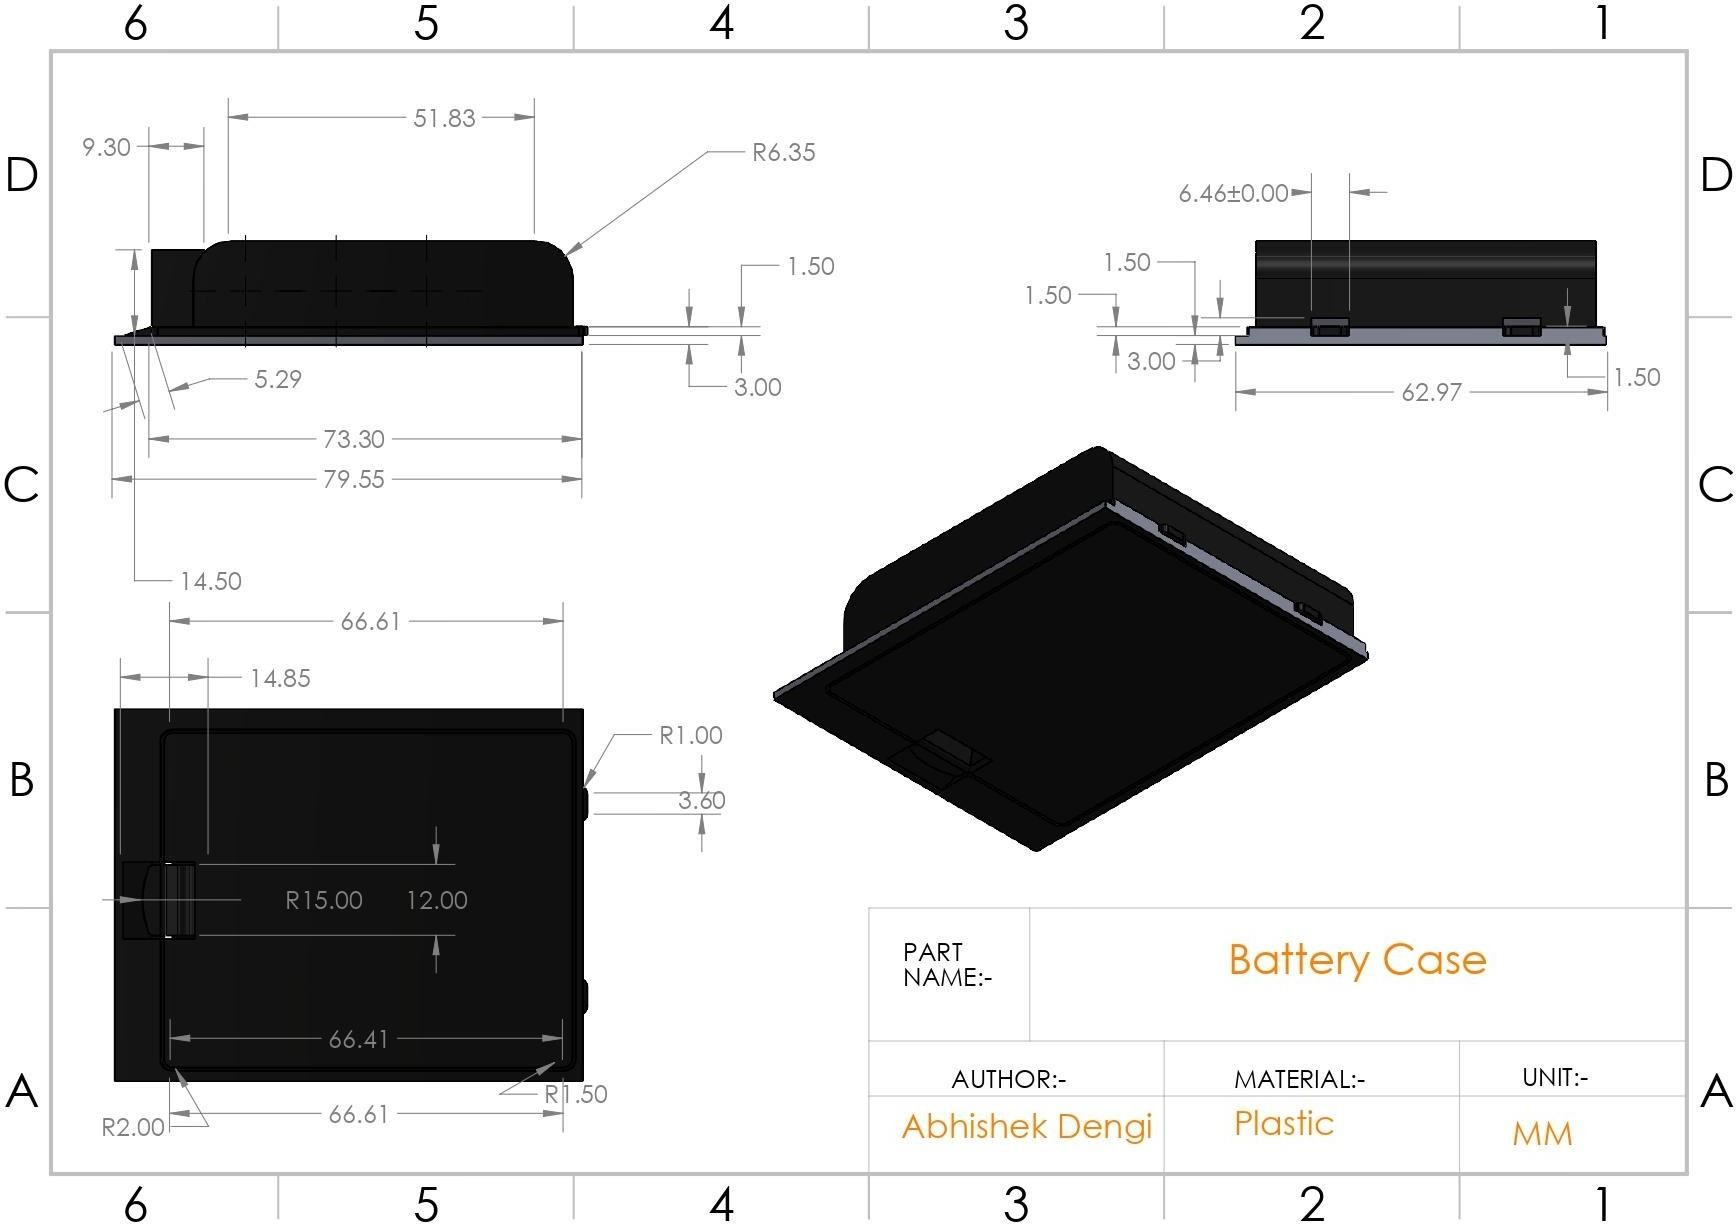 6 5 4 3 2 1
D D
51.83
9.30
R6.35
6.46±0.00
1.50
1.50
1.50
5.29
3.00
3.00
1.50
62.97
73.30
79.55
C C
14.50
66.61
14.85
R1.00
3.60
B B
R15.00 12.00
66.41
R1.50
66.61
R2.00
A A
PART
NAME:-
Battery Case
AUTHOR:- MATERIAL:- UNIT:-
Abhishek Dengi Plastic MM
6 5 4 3 2 1